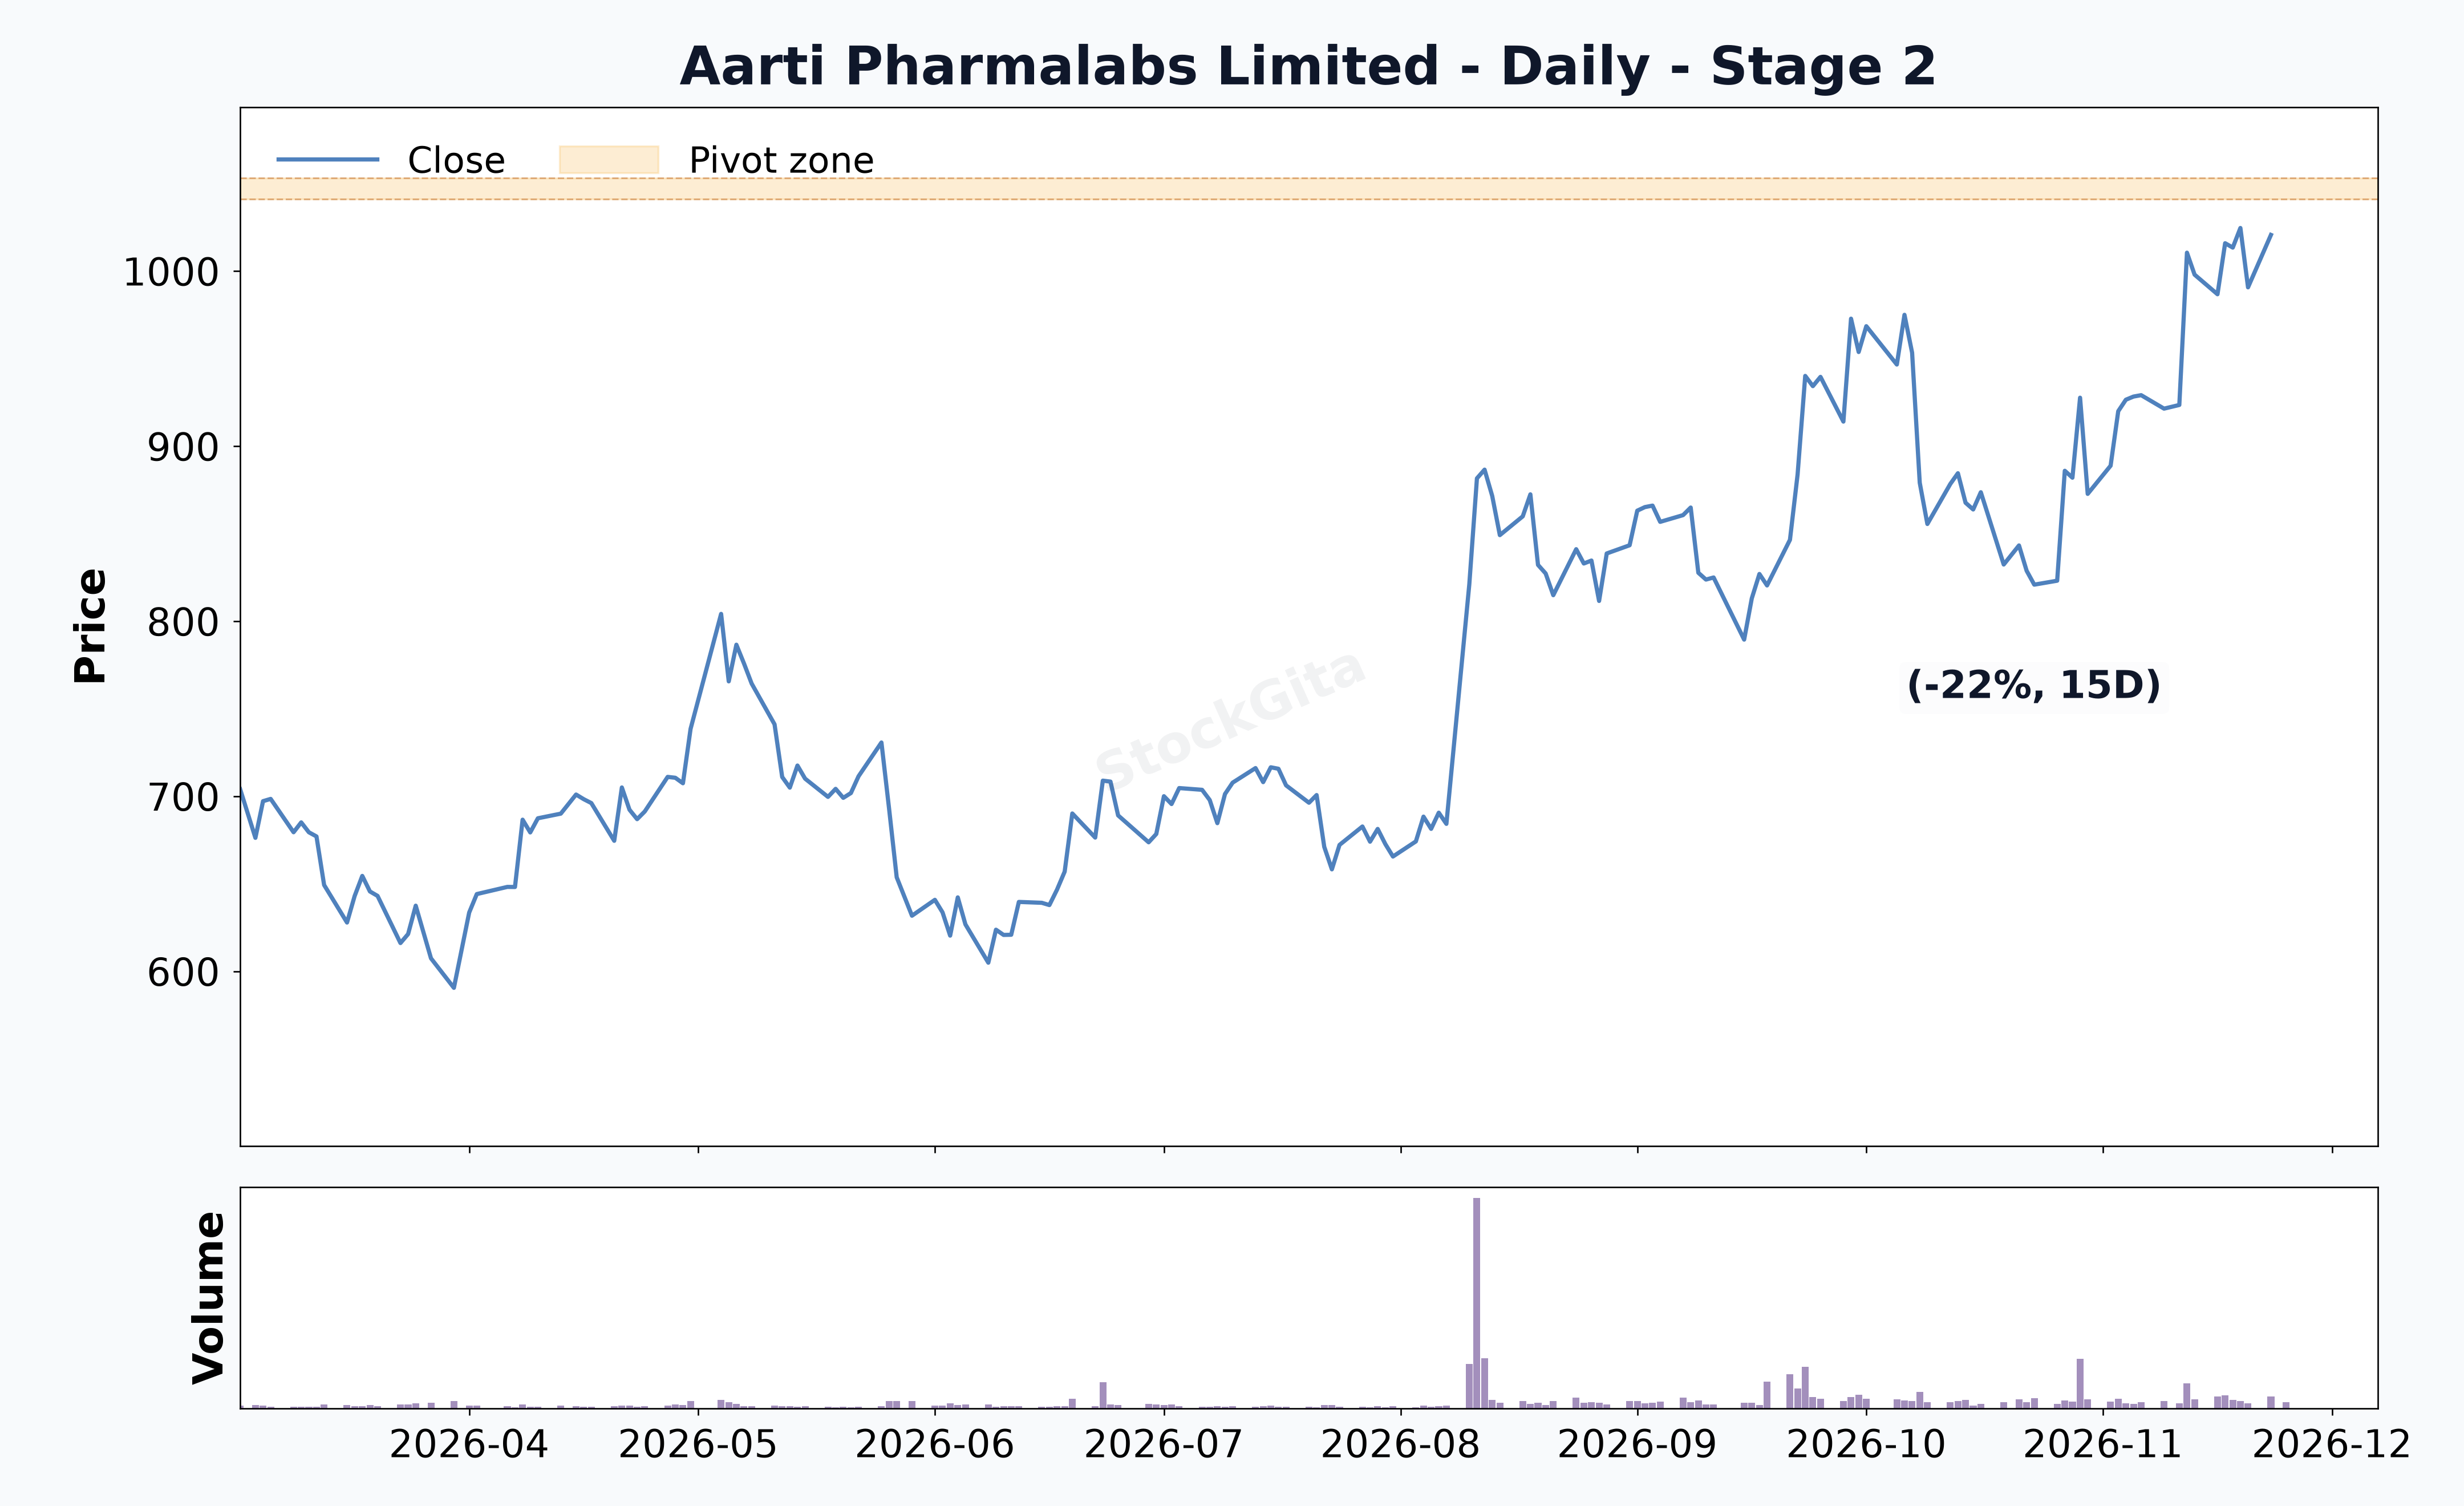 Aarti Pharmalabs Limited - Daily - Stage 2
Close
Pivot zone
1000
900
800
700
600
Price
StockGita
(-22%, 15D)
Volume
2026-04
2026-05
2026-06
2026-07
2026-08
2026-09
2026-10
2026-11
2026-12